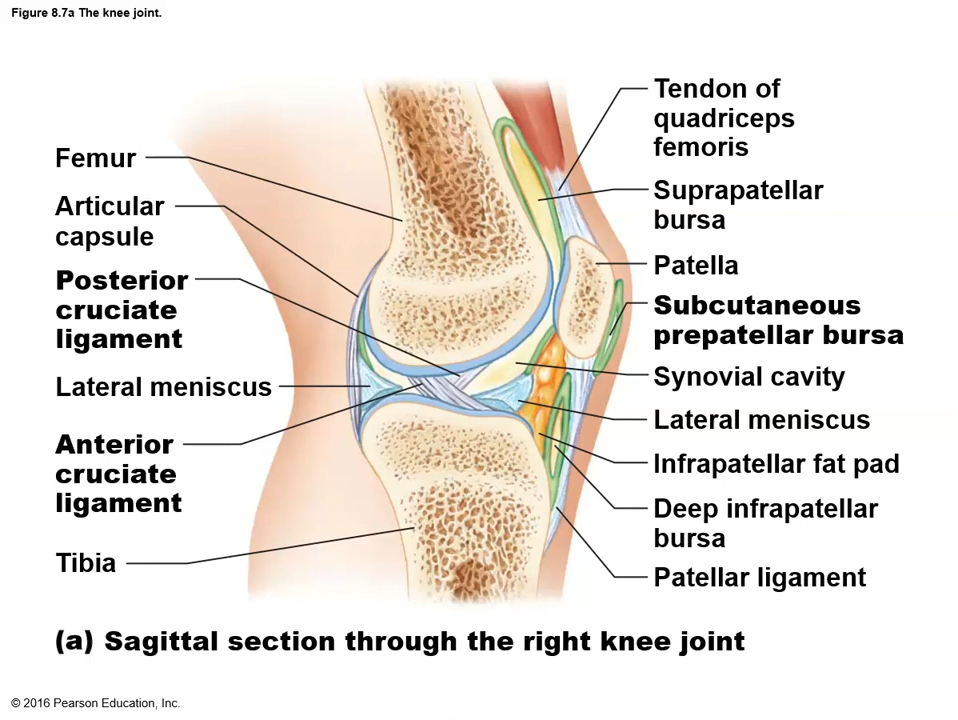 Figure 8.7a The knee joint.
Femur
Articular
capsule
Posterior
cruciate
ligament
Lateral meniscus
Anterior
cruciate
ligament
Tibia
Tendon of
quadriceps
femoris
Suprapatellar
bursa
Patella
Subcutaneous
prepatellar bursa
Synovial cavity
Lateral meniscus
Infrapatellar fat pad
Deep infrapatellar
bursa
Patellar ligament
(a) Sagittal section through the right knee joint
© 2016 Pearson Education, Inc.